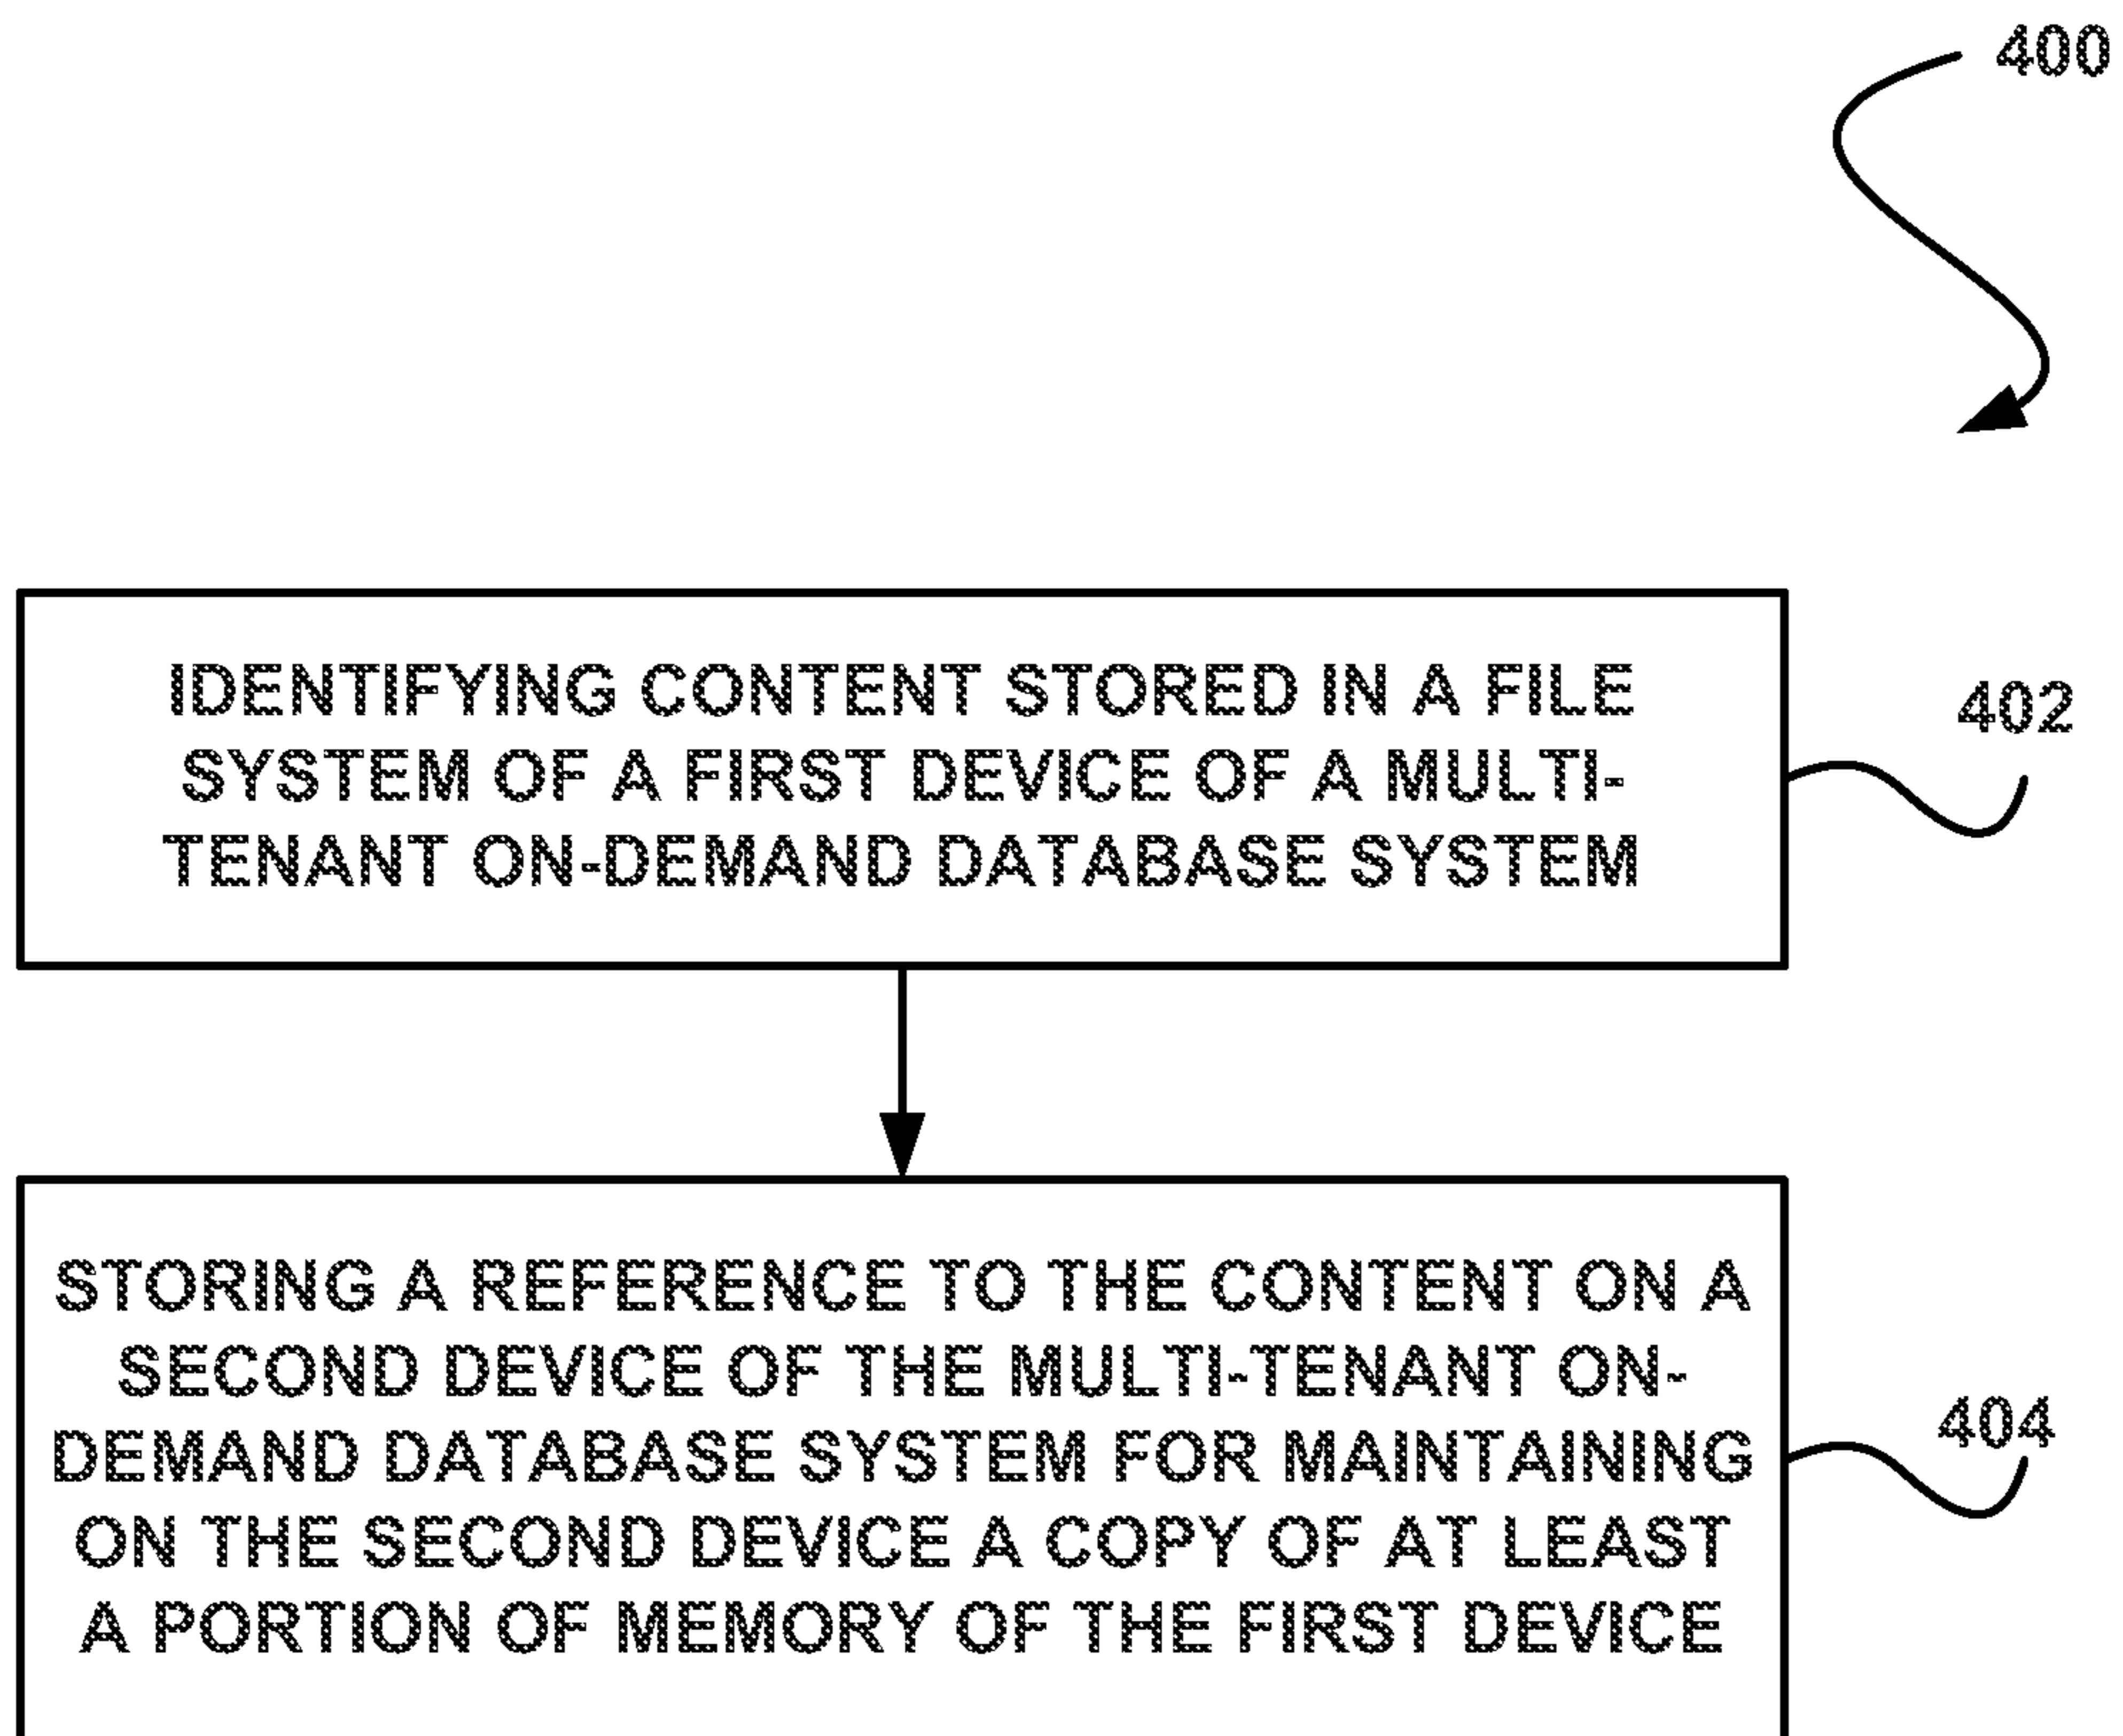 400
IDENTIFYING CONTENT STORED IN A FILE
SYSTEM OF A FIRST DEVICE OF A MULTI-
TENANT ON-DEMAND DATABASE SYSTEM
402
STORING A REFERENCE TO THE CONTENT ON A
SECOND DEVICE OF THE MULTI-TENANT ON-
DEMAND DATABASE SYSTEM FOR MAINTAINING
ON THE SECOND DEVICE A COPY OF AT LEAST
A PORTION OF MEMORY OF THE FIRST DEVICE
404